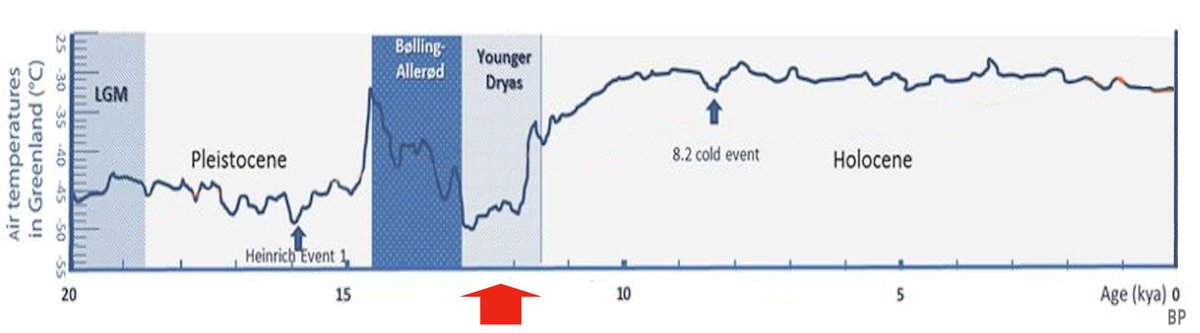 Air temperatures
in Greenland (°C)
25
-30
-35
-40
-45
-50
-55
LGM
Pleistocene
Heinrich Event 1
Bølling-
Allerød
Younger
Dryas
8.2 cold event
Holocene
20
15
10
5
Age (kya)
0
BP